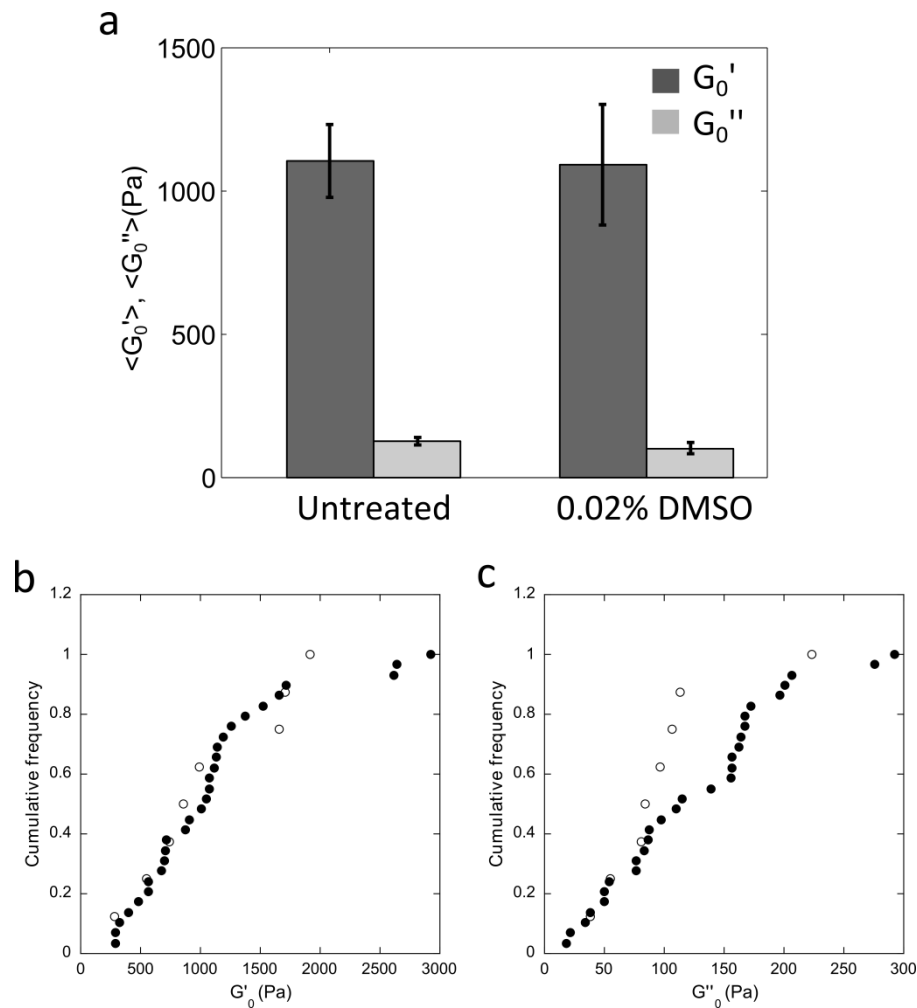 a
1500
1000
500
0
<G₀'>, <G₀''>(Pa)
G₀'
G₀''
Untreated
0.02% DMSO
b
1.2
1
0.8
0.6
0.4
0.2
0
Cumulative frequency
0 500 1000 1500 2000 2500 3000
G'₀ (Pa)
c
1.2
1
0.8
0.6
0.4
0.2
0
Cumulative frequency
0 50 100 150 200 250 300
G''₀ (Pa)